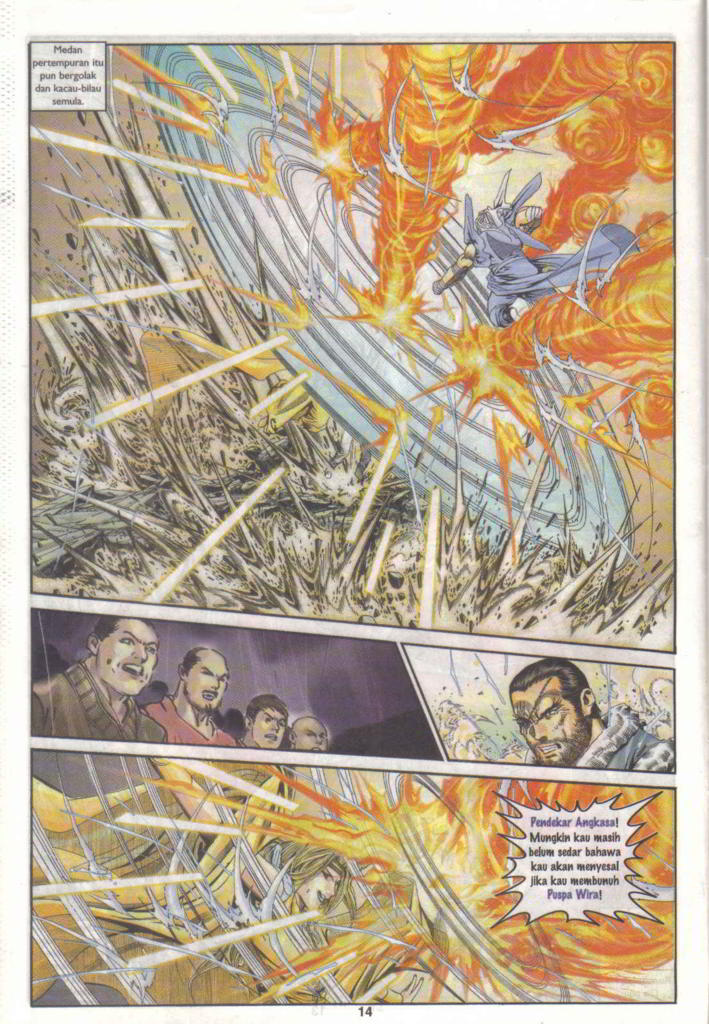 Medan
pertempuran itu
pun bergolak
dan kacau-bilau
semula.
Pendekar Angkasa!
Mungkin kau masih
belum sedar bahawa
kau akan menyesal
jika kau membunuh
Puspa Wira!
14